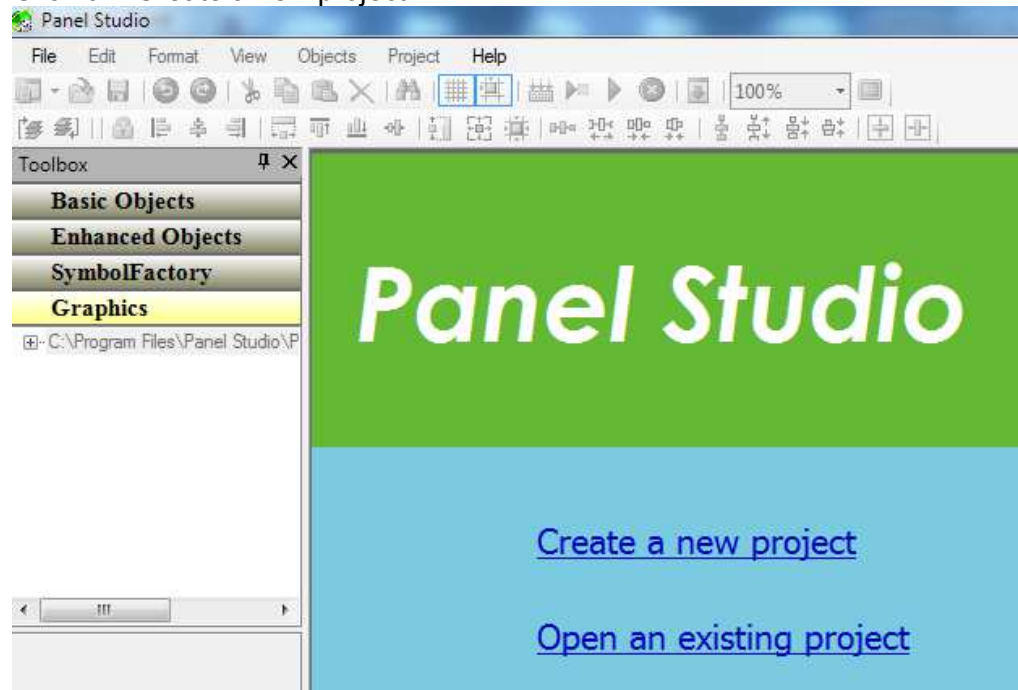 Panel Studio
File Edit Format View Objects Project Help
100%
Toolbox
Basic Objects
Enhanced Objects
SymbolFactory
Graphics
C:\Program Files\Panel Studio\P
Panel Studio
Create a new project
Open an existing project